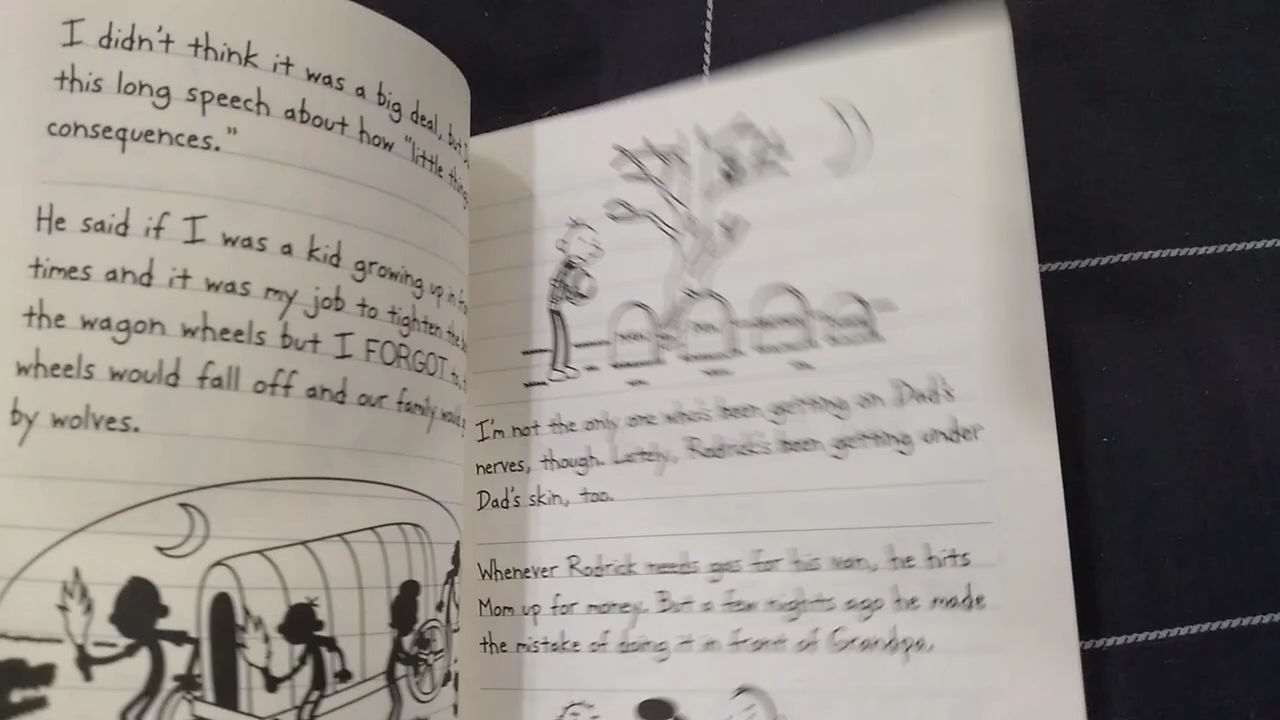 I didn't think it was a big deal, but
this long speech about how "little
consequences."
He said if I was a kid growing up in
times and it was my job to tighten the
the wagon wheels but I FORGOT
wheels would fall off and our family
by wolves.
I'm not the only one who's been getting on Dad's
nerves, though. Lately, Rodrick's been getting under
Dad's skin, too.
Whenever Rodrick needs gas for his van, he hits
Mom up for money. But a few nights ago he made
the mistake of doing it in front of Grandpa.